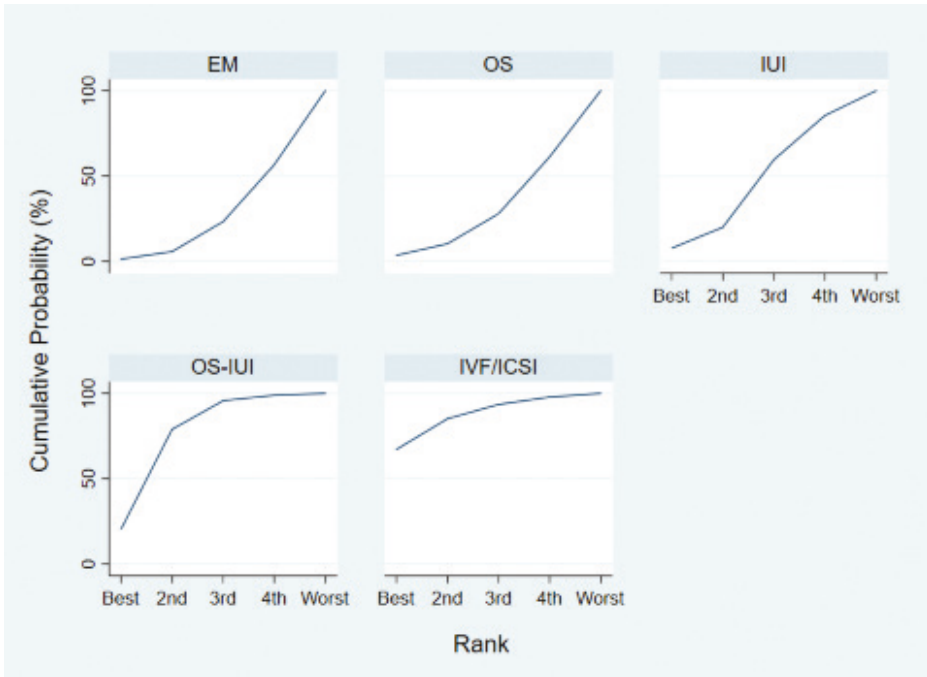 EM
OS
IUI
100
50
0
Best 2nd 3rd 4th Worst
Cumulative Probability (%)
OS-IUI
IVF/ICSI
100
50
0
Best 2nd 3rd 4th Worst
Best 2nd 3rd 4th Worst
Rank